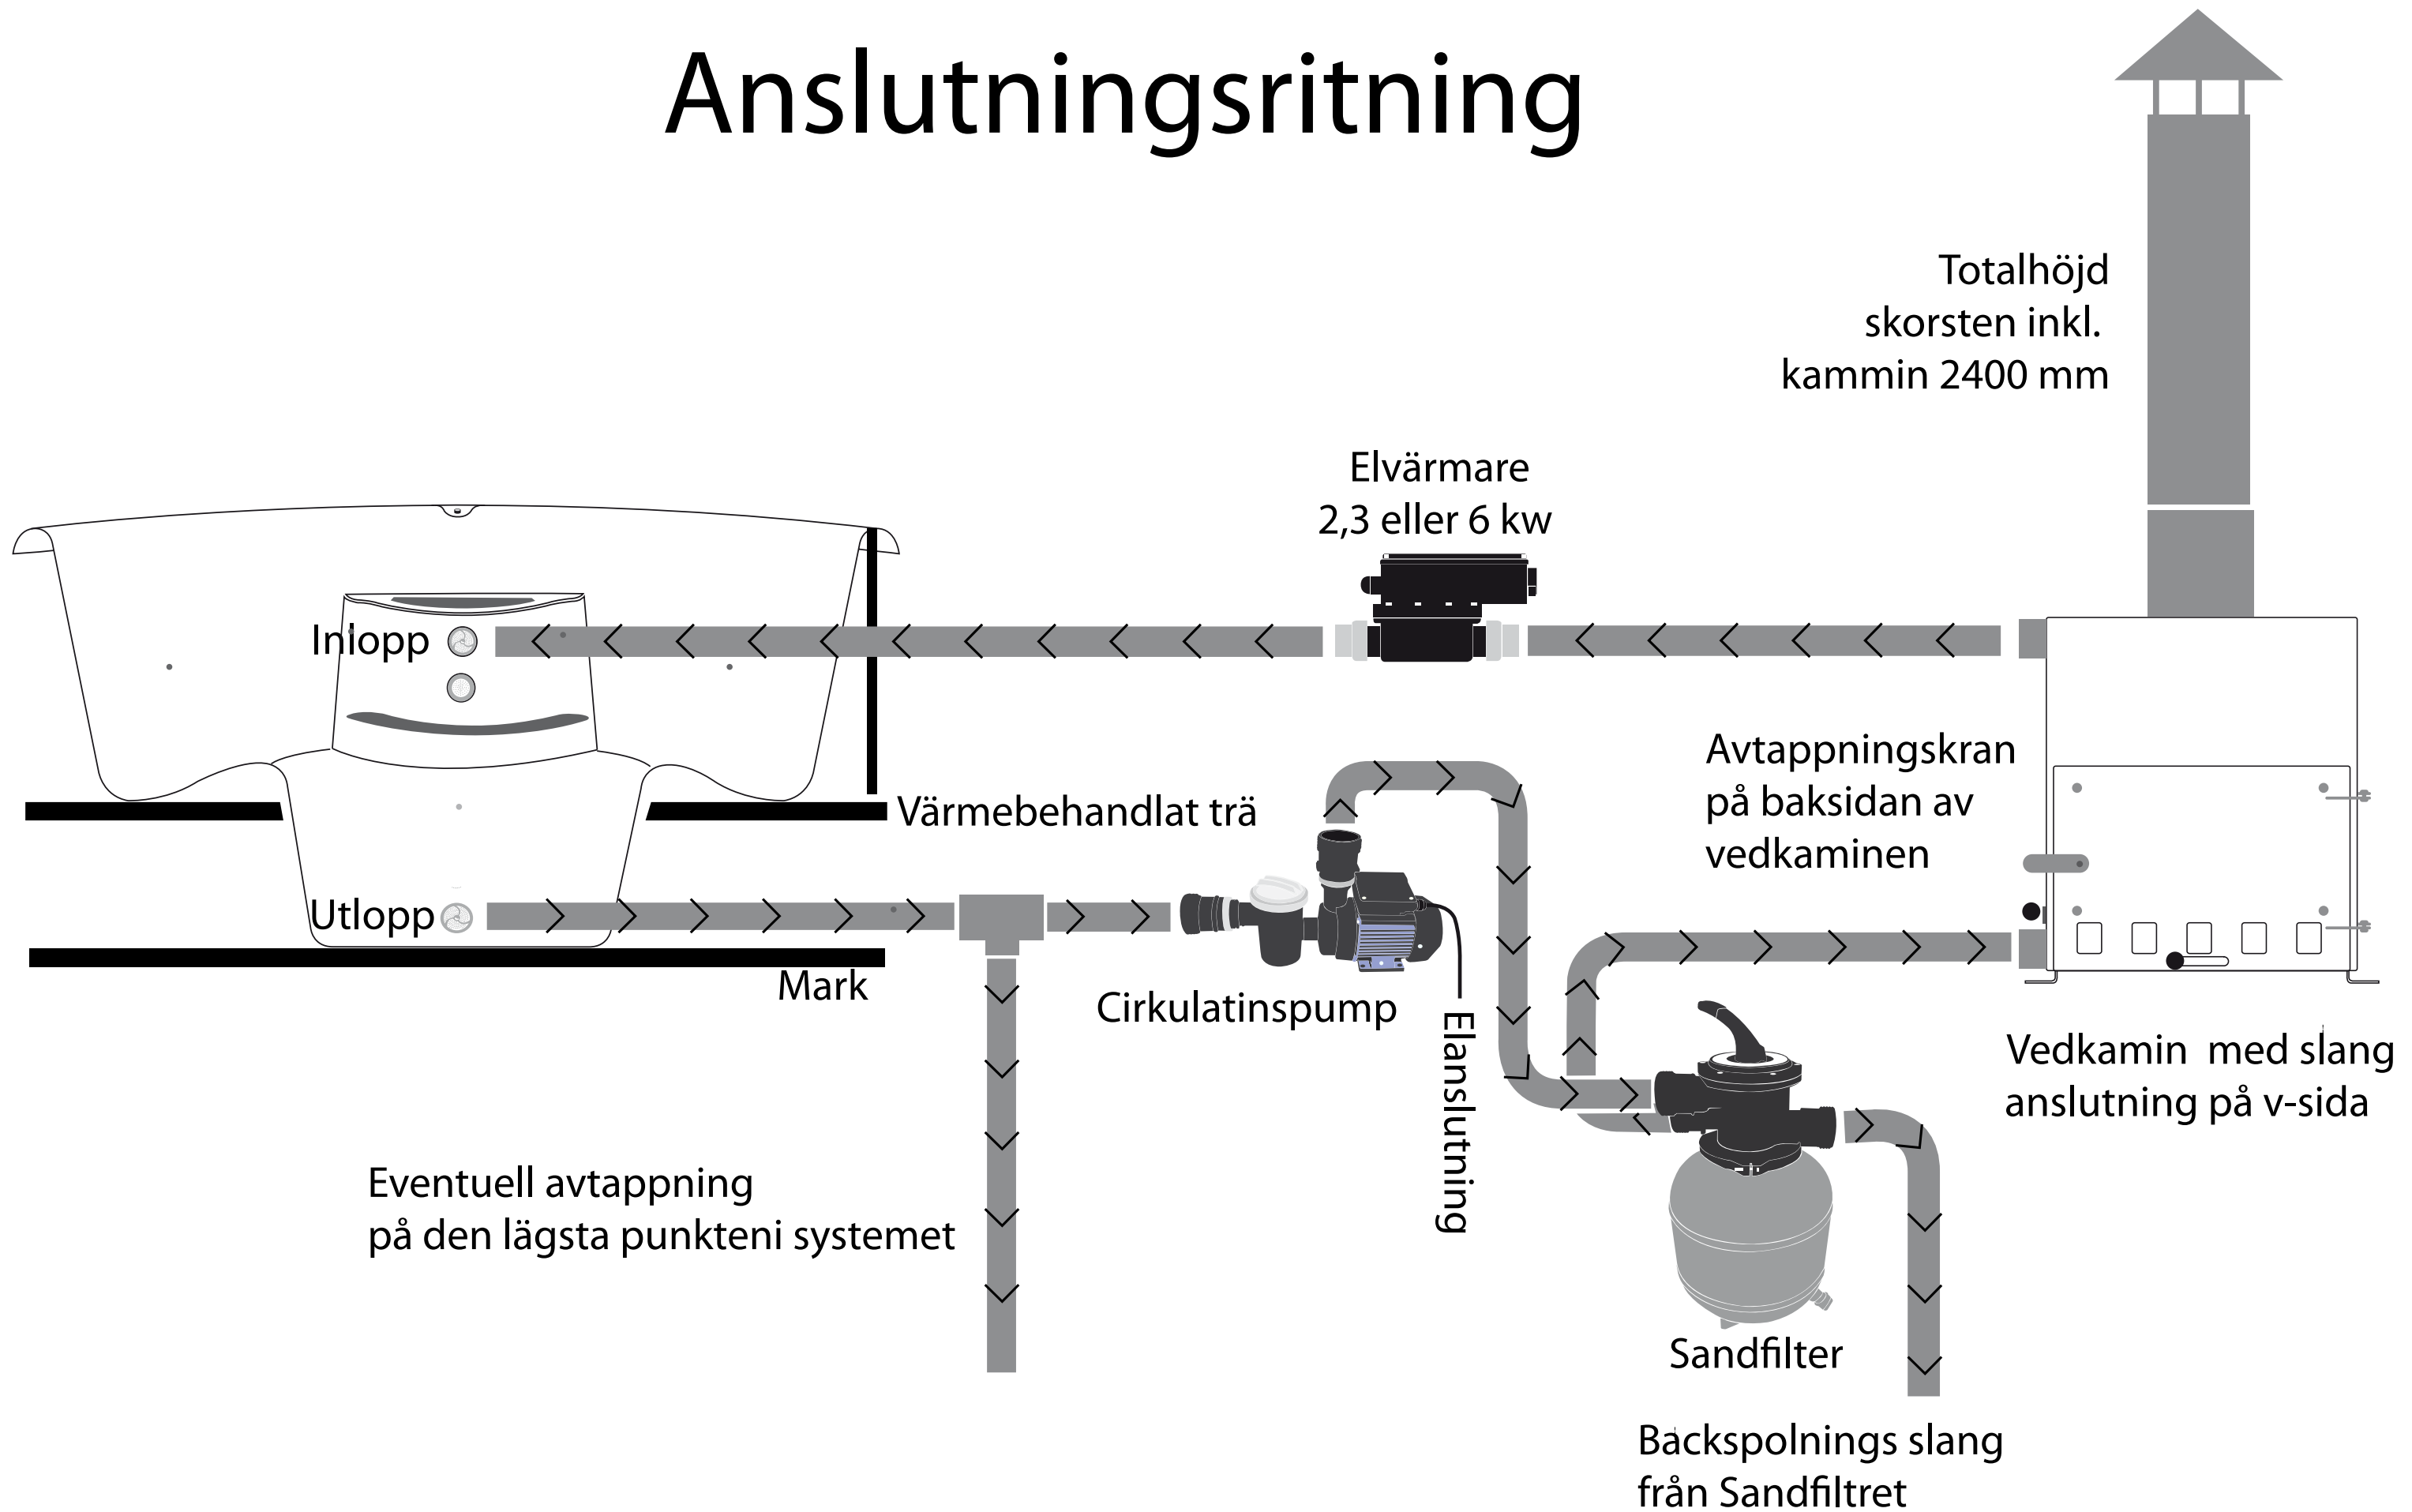 Anslutningsritning
Totalhöjd
skorsten inkl.
kammin 2400 mm
Elvärmare
2,3 eller 6 kw
Inlopp
Avtappningskran
på baksidan av
vedkaminen
Värmebehandlat trä
Utlopp
Mark
Cirkulatinspump
Elanslutning
Vedkamin med slang
anslutning på v-sida
Eventuell avtappning
på den lägsta punkteni systemet
Sandfilter
Backspolnings slang
från Sandfiltret